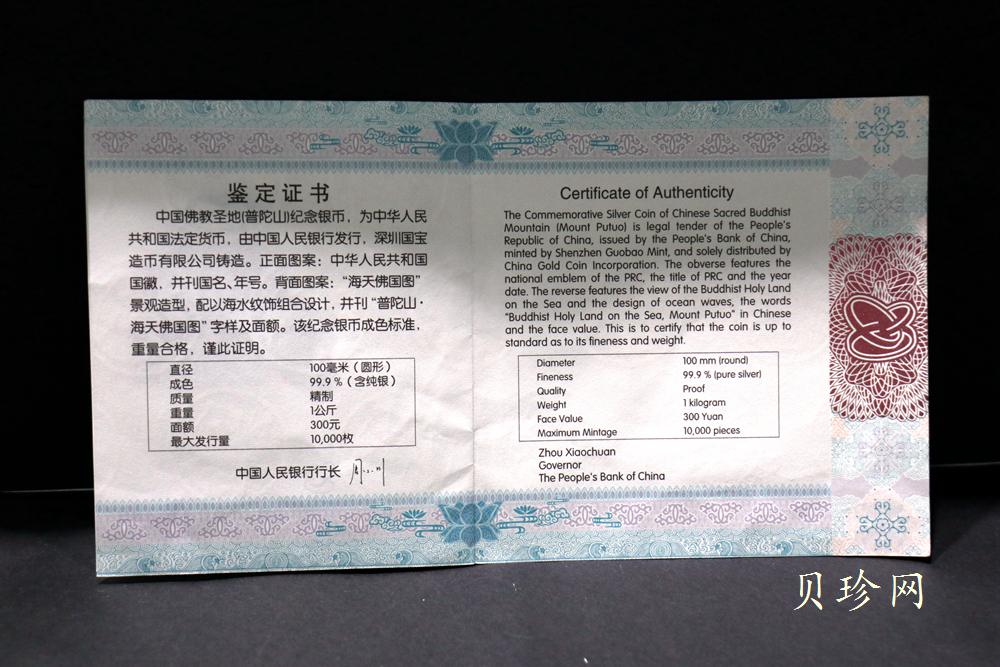 鉴定证书
中国佛教圣地(普陀山)纪念银币，为中华人民
共和国法定货币，由中国人民银行发行，深圳国宝
造币有限公司铸造。正面图案：中华人民共和国
国徽，并刊国名、年号。背面图案：“海天佛国图”
景观造型，配以海水纹饰组合设计，并刊“普陀山·
海天佛国图”字样及面额。该纪念银币成色标准，
重量合格，谨此证明。
直径 100毫米（圆形）
成色 99.9％（含纯银）
质量 精制
重量 1公斤
面额 300元
最大发行量 10,000枚
中国人民银行行长 周小川
Certificate of Authenticity
The Commemorative Silver Coin of Chinese Sacred Buddhist
Mountain (Mount Putuo) is legal tender of the People's
Republic of China, issued by the People's Bank of China,
minted by Shenzhen Guobao Mint, and solely distributed by
China Gold Coin Incorporation. The obverse features the
national emblem of the PRC, the title of PRC and the year
date. The reverse features the view of the Buddhist Holy Land
on the Sea and the design of ocean waves, the words
"Buddhist Holy Land on the Sea, Mount Putuo" in Chinese
and the face value. This is to certify that the coin is up to
standard as to its fineness and weight.
Diameter 100 mm (round)
Fineness 99.9 % (pure silver)
Quality Proof
Weight 1 kilogram
Face Value 300 Yuan
Maximum Mintage 10,000 pieces
Zhou Xiaochuan
Governor
The People's Bank of China
贝珍网